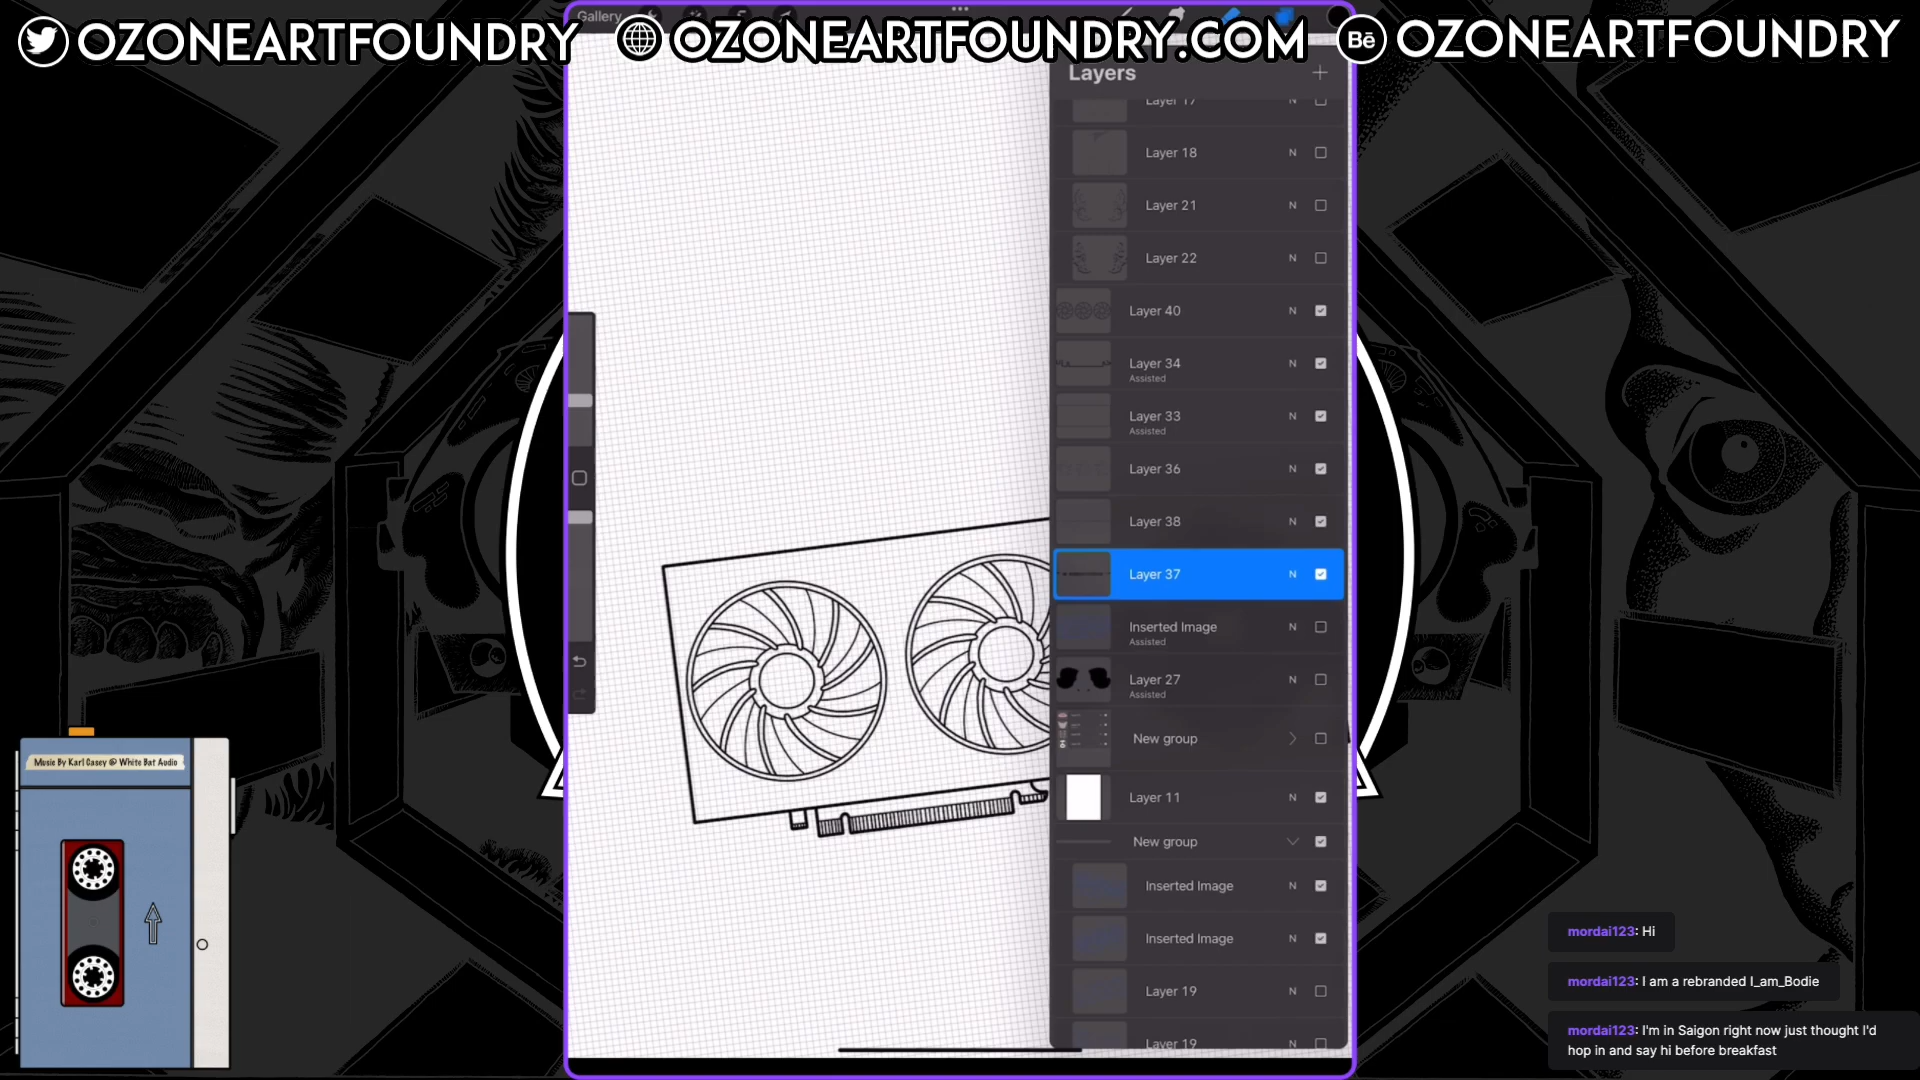 OZONEARTFOUNDRY
OZONEARTFOUNDRY.COM
Bē OZONEARTFOUNDRY
Gallery
Layers
Layer 17 N
Layer 18 N
Layer 21 N
Layer 22 N
Layer 40 N
Layer 34 N
Assisted
Layer 33 N
Assisted
Layer 36 N
Layer 38 N
Layer 37 N
Inserted Image N
Assisted
Layer 27 N
Assisted
New group
Layer 11 N
New group
Inserted Image N
Inserted Image N
Layer 19 N
Layer 19 N
Music By Karl Casey @ White Bat Audio
mordai123: Hi
mordai123: I am a rebranded I_am_Bodie
mordai123: I'm in Saigon right now just thought I'd
hop in and say hi before breakfast